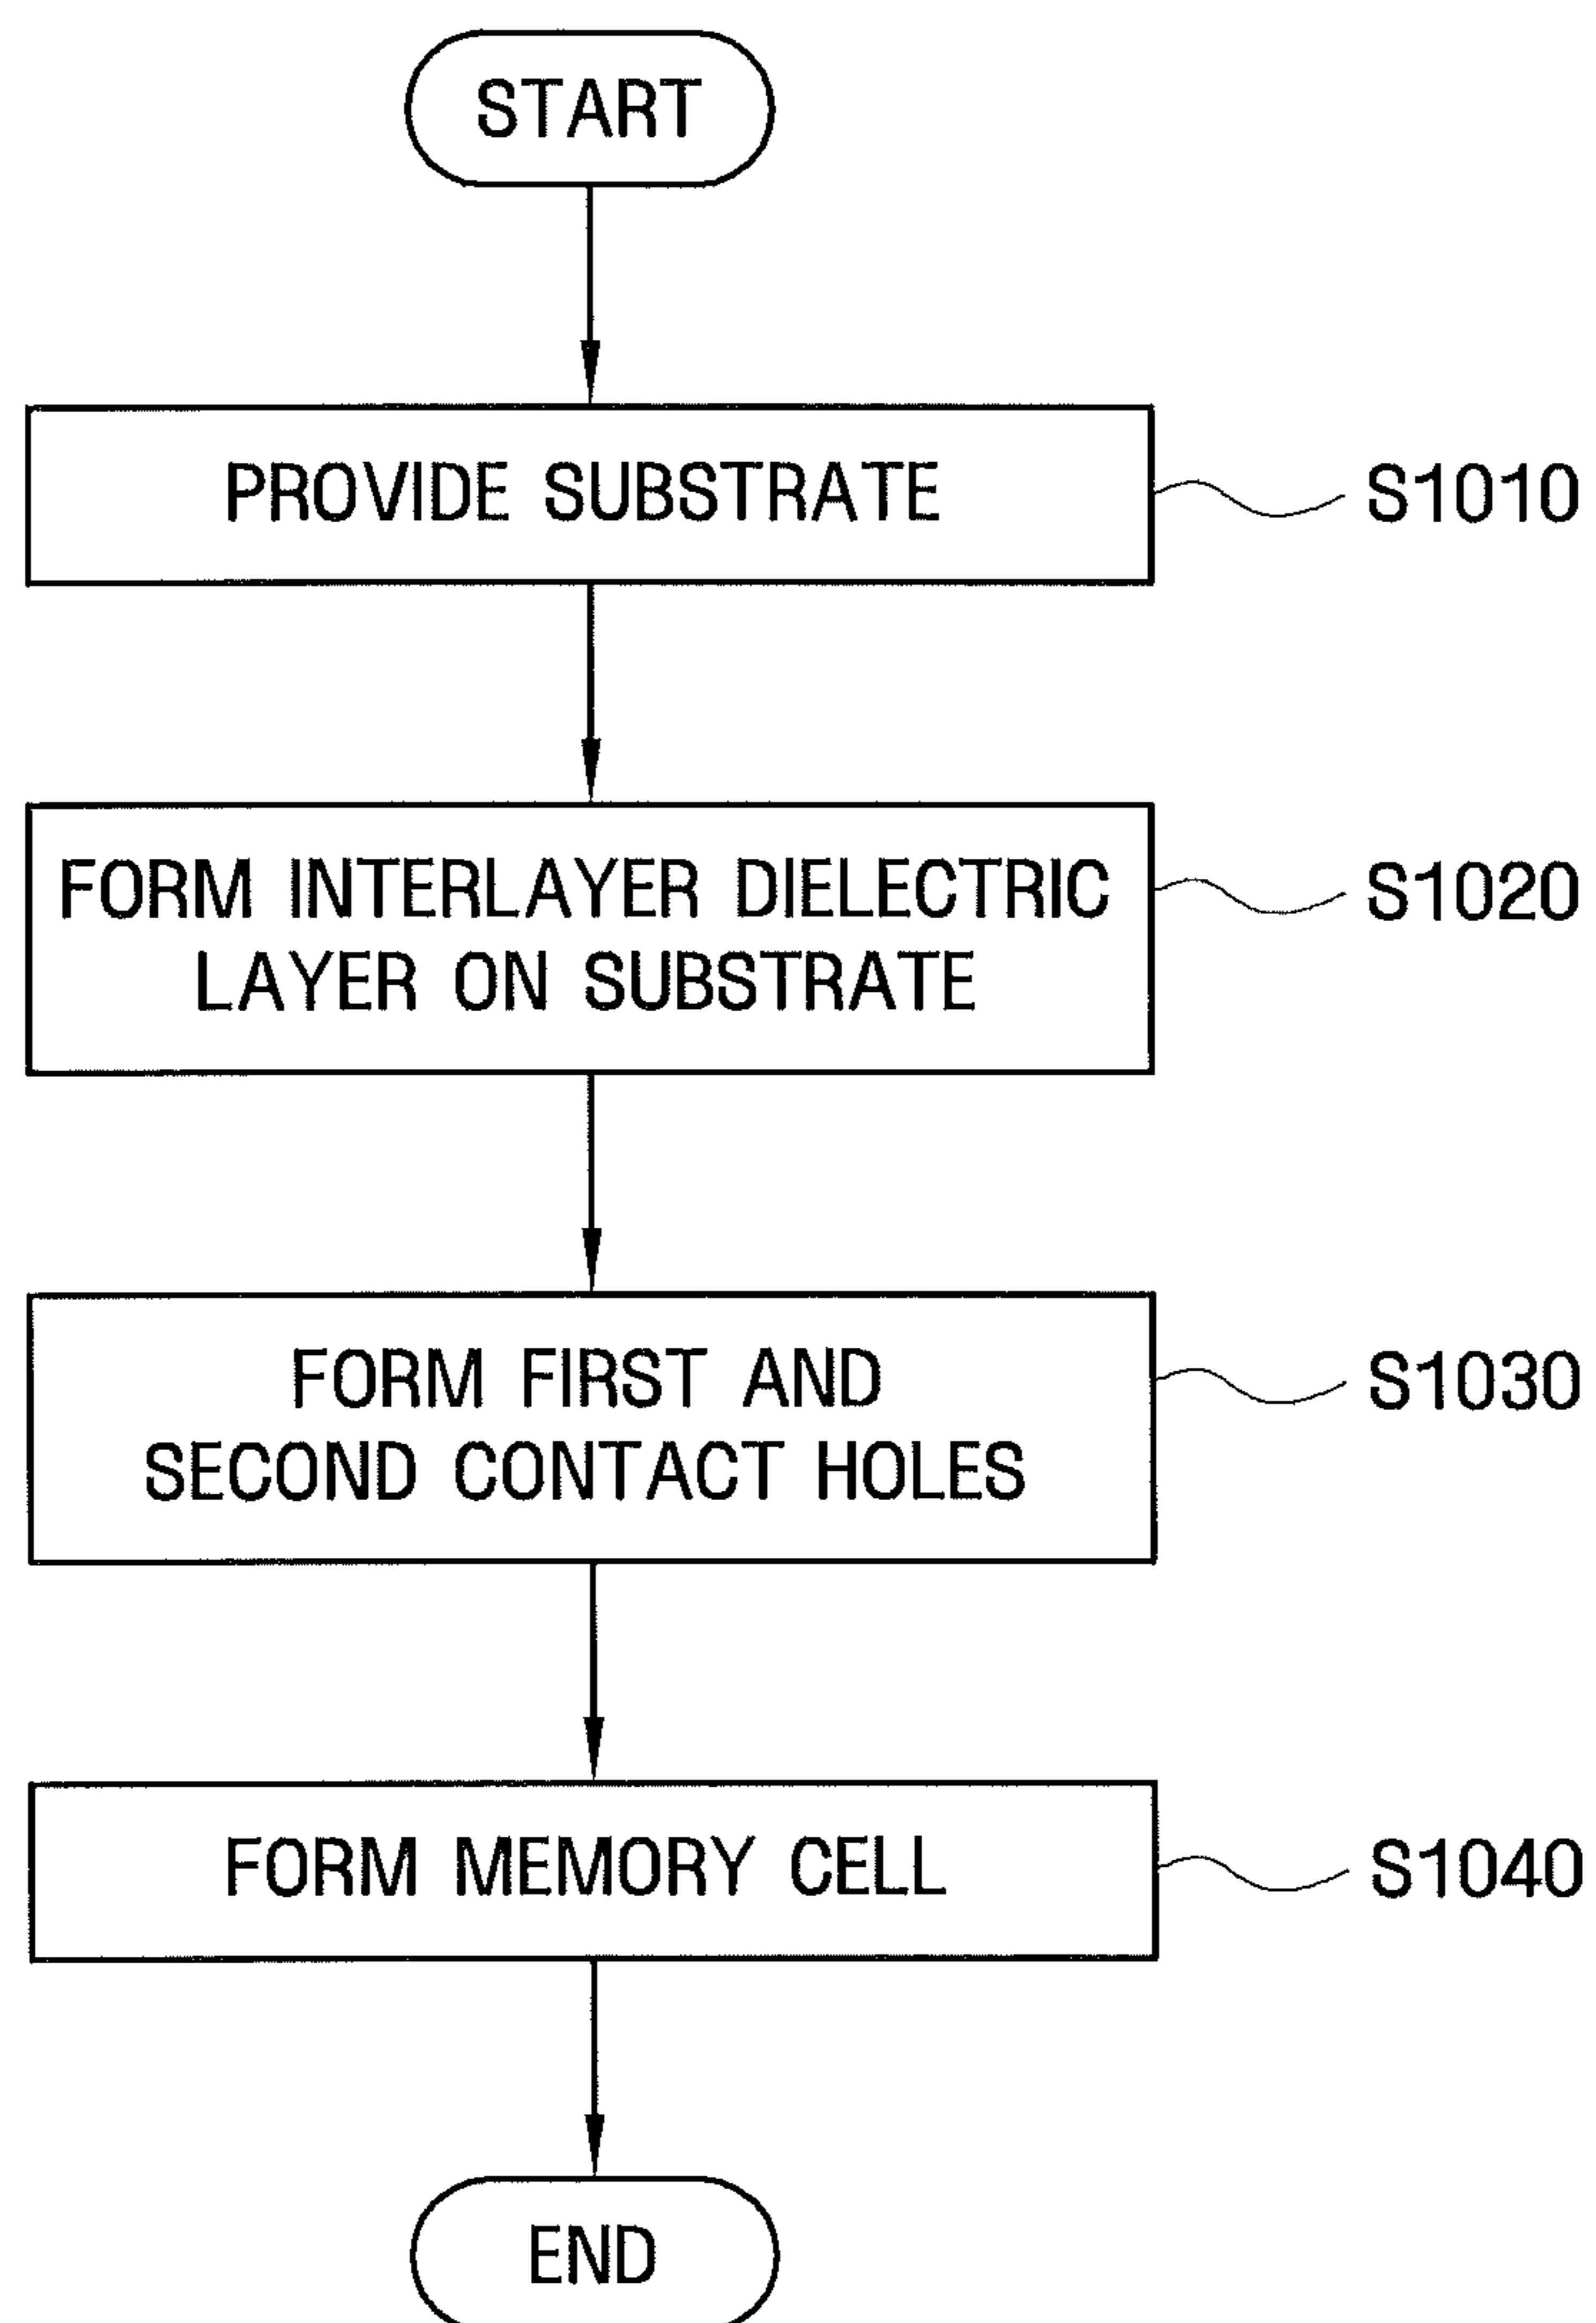 START
PROVIDE SUBSTRATE
S1010
FORM INTERLAYER DIELECTRIC
LAYER ON SUBSTRATE
S1020
FORM FIRST AND
SECOND CONTACT HOLES
S1030
FORM MEMORY CELL
S1040
END